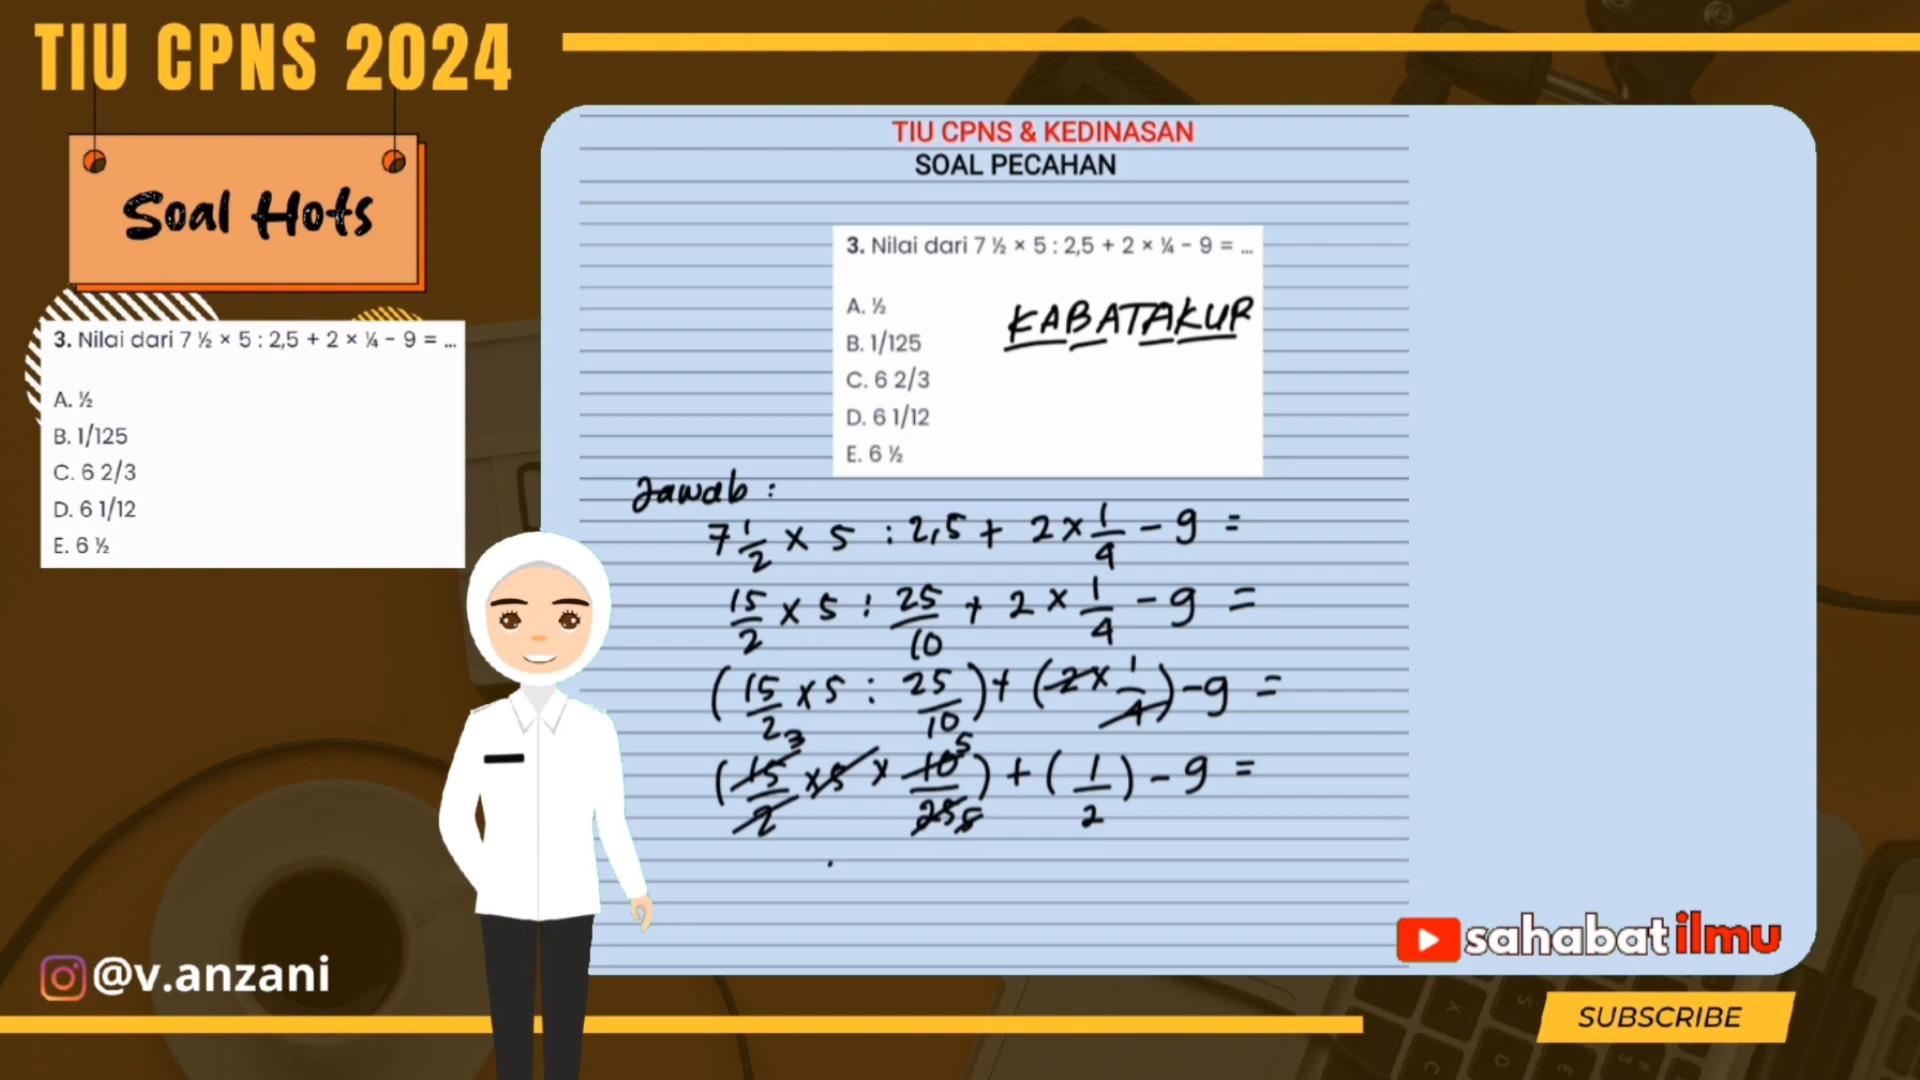 TIU CPNS 2024
Soal Hots
3. Nilai dari 7 ½ × 5 : 2,5 + 2 × ¼ - 9 = ...
A. ½
B. 1/125
C. 6 2/3
D. 6 1/12
E. 6 ½
@v.anzani
TIU CPNS & KEDINASAN
SOAL PECAHAN
3. Nilai dari 7 ½ × 5 : 2,5 + 2 × ¼ - 9 = ...
KABATAKUR
A. ½
B. 1/125
C. 6 2/3
D. 6 1/12
E. 6 ½
Jawab :
7 1/2 × 5 : 2,5 + 2 × 1/4 - 9 =
15/2 × 5 : 25/10 + 2 × 1/4 - 9 =
(15/2 × 5 : 25/10) + (2 × 1/4) - 9 =
(15/2 3 × 5 × 10 5/25 5) + (1/2) - 9 =
sahabat ilmu
SUBSCRIBE